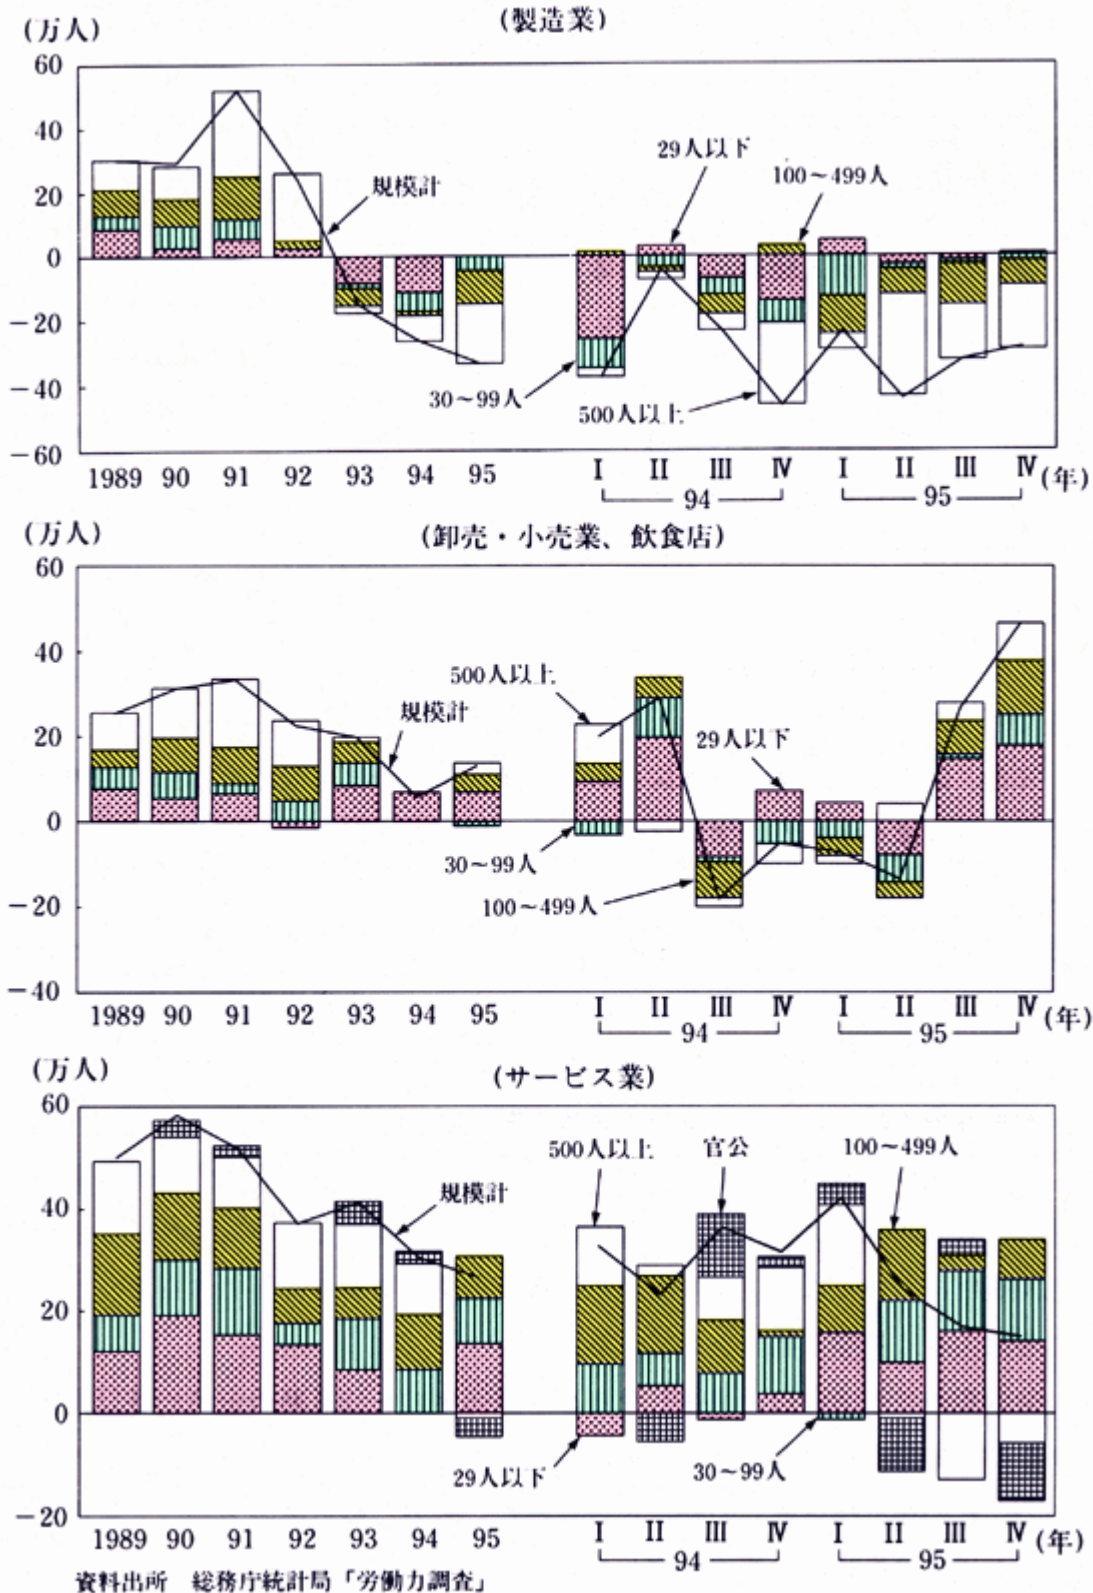 (製造業)
(万人)
60
40
20
0
−20
−40
−60
規模計
29人以下
100～499人
30～99人
500人以上
1989 90 91 92 93 94 95 I II III IV I II III IV (年)
94 95
(卸売・小売業、飲食店)
(万人)
60
40
20
0
−20
−40
500人以上
規模計
29人以下
30～99人
100～499人
1989 90 91 92 93 94 95 I II III IV I II III IV (年)
94 95
(サービス業)
(万人)
60
40
20
0
−20
500人以上
官公
100～499人
規模計
29人以下
30～99人
1989 90 91 92 93 94 95 I II III IV I II III IV (年)
94 95
資料出所 総務庁統計局「労働力調査」